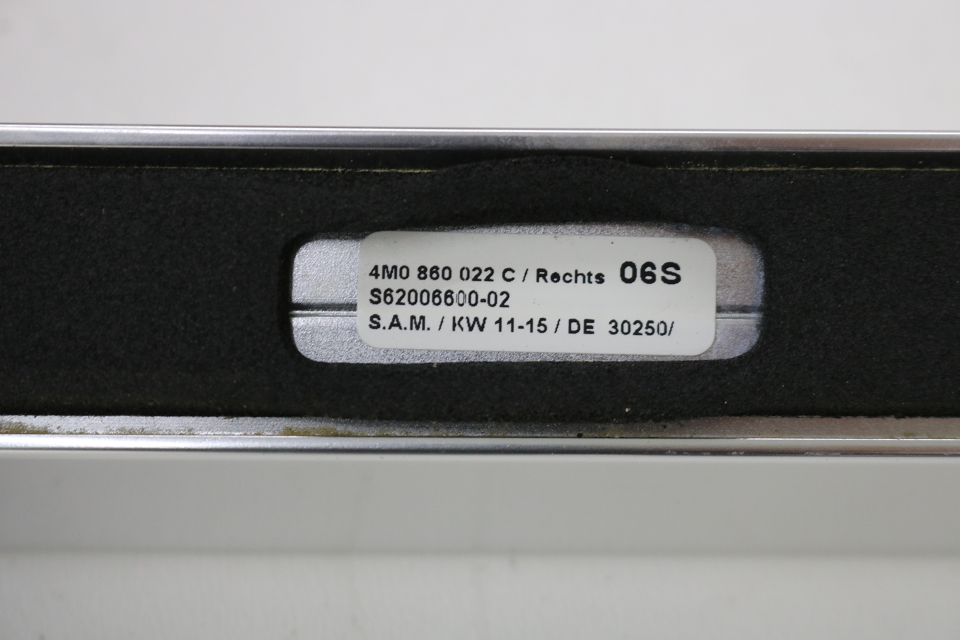 4M0 860 022 C / Rechts 06S
S62006600-02
S.A.M. / KW 11-15 / DE 30250/